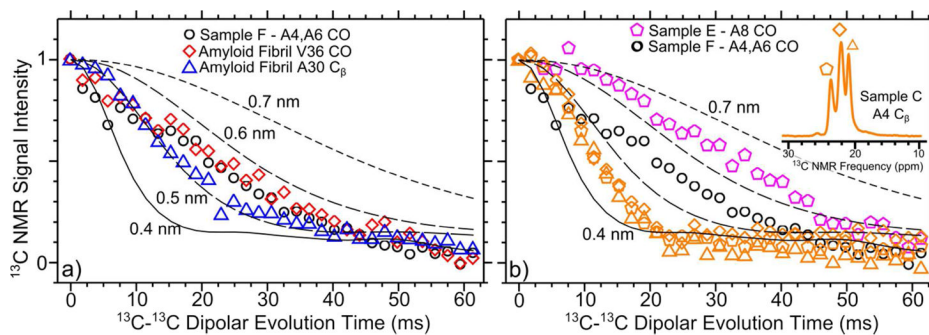 Sample F - A4,A6 CO
Amyloid Fibril V36 CO
Amyloid Fibril A30 Cβ
0.7 nm
0.6 nm
0.5 nm
0.4 nm
a)
1
0
0 10 20 30 40 50 60
¹³C NMR Signal Intensity
¹³C-¹³C Dipolar Evolution Time (ms)
Sample E - A8 CO
Sample F - A4,A6 CO
0.7 nm
0.4 nm
b)
Sample C
A4 Cβ
30 20 10
¹³C NMR Frequency (ppm)
0 10 20 30 40 50 60
¹³C-¹³C Dipolar Evolution Time (ms)